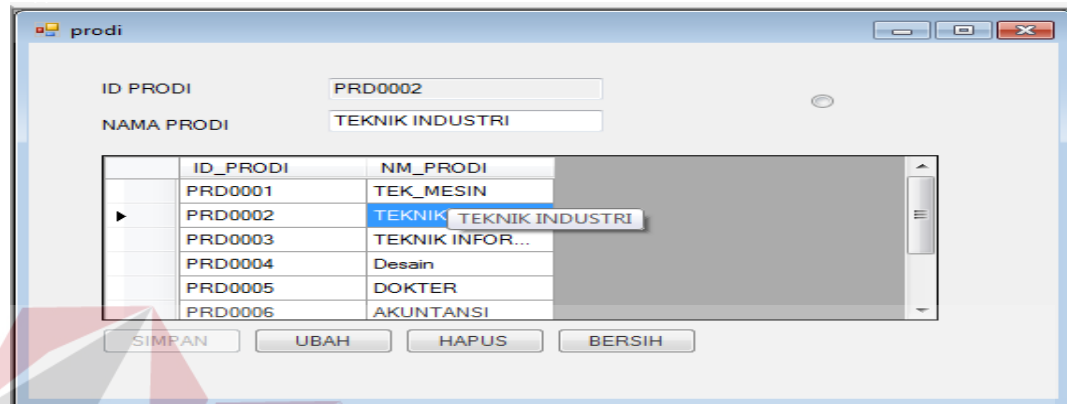 prodi
ID PRODI PRD0002
NAMA PRODI TEKNIK INDUSTRI
ID_PRODI NM_PRODI
PRD0001 TEK_MESIN
PRD0002 TEKNIK TEKNIK INDUSTRI
PRD0003 TEKNIK INFOR...
PRD0004 Desain
PRD0005 DOKTER
PRD0006 AKUNTANSI
SIMPAN UBAH HAPUS BERSIH